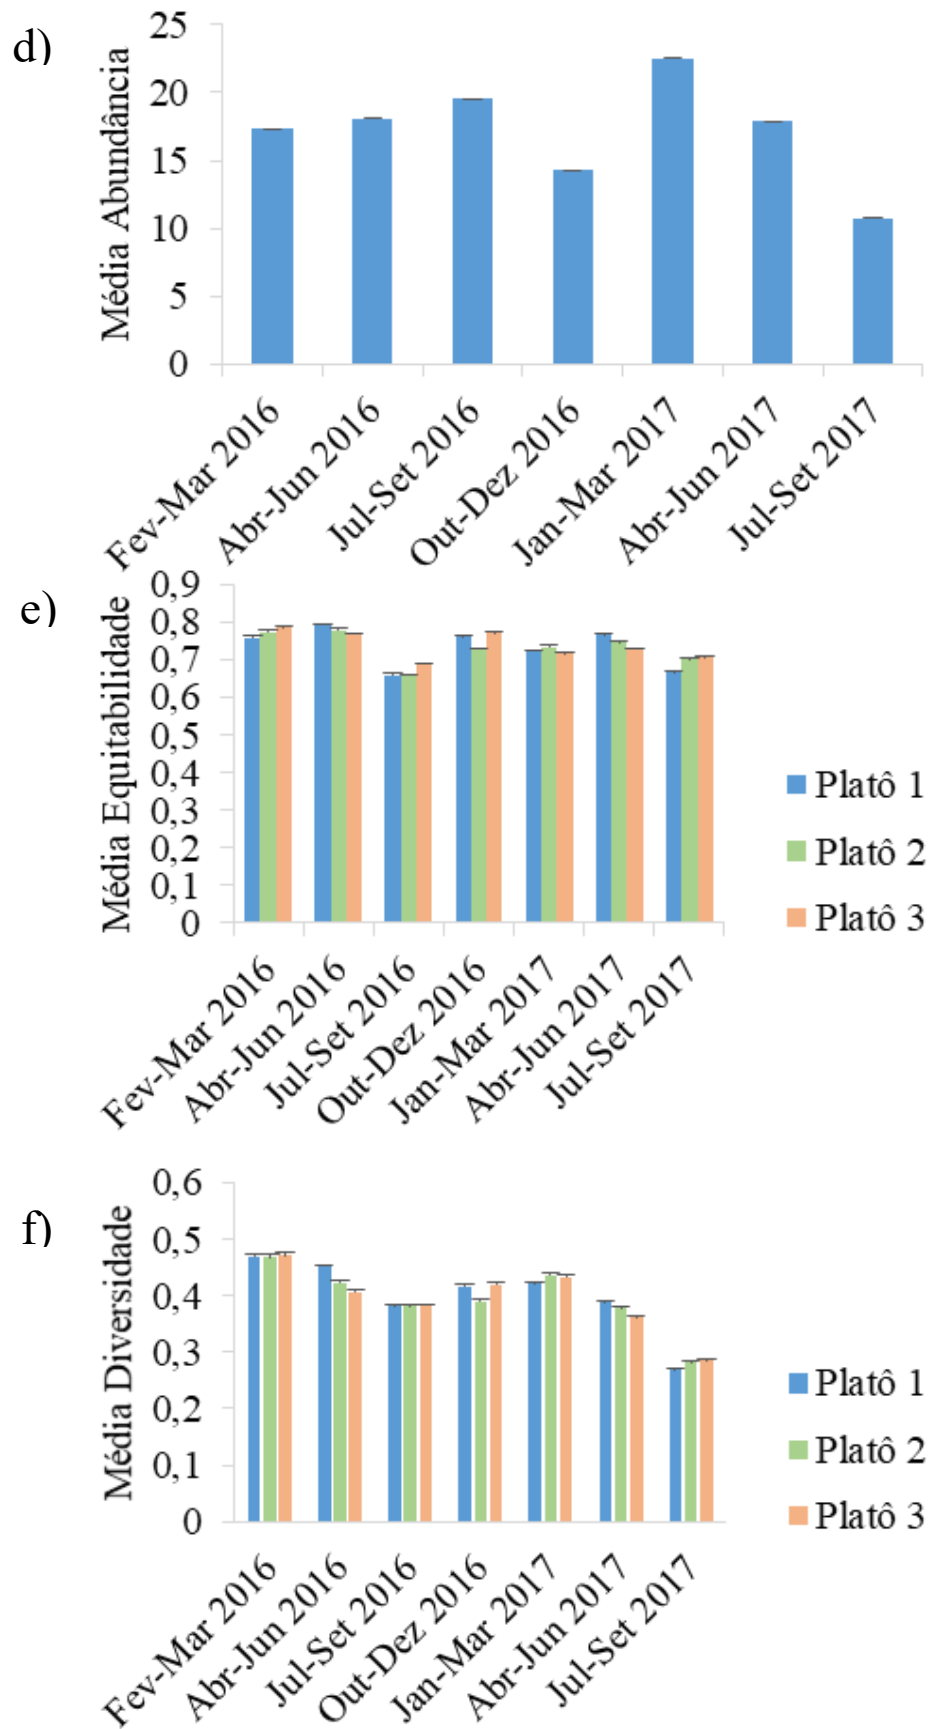 d)
Média Abundância
25
20
15
10
5
0
Fev-Mar 2016
Abr-Jun 2016
Jul-Set 2016
Out-Dez 2016
Jan-Mar 2017
Abr-Jun 2017
Jul-Set 2017
e)
Média Equitabilidade
0,9
0,8
0,7
0,6
0,5
0,4
0,3
0,2
0,1
0
Fev-Mar 2016
Abr-Jun 2016
Jul-Set 2016
Out-Dez 2016
Jan-Mar 2017
Abr-Jun 2017
Jul-Set 2017
Platô 1
Platô 2
Platô 3
f)
Média Diversidade
0,6
0,5
0,4
0,3
0,2
0,1
0
Fev-Mar 2016
Abr-Jun 2016
Jul-Set 2016
Out-Dez 2016
Jan-Mar 2017
Abr-Jun 2017
Jul-Set 2017
Platô 1
Platô 2
Platô 3